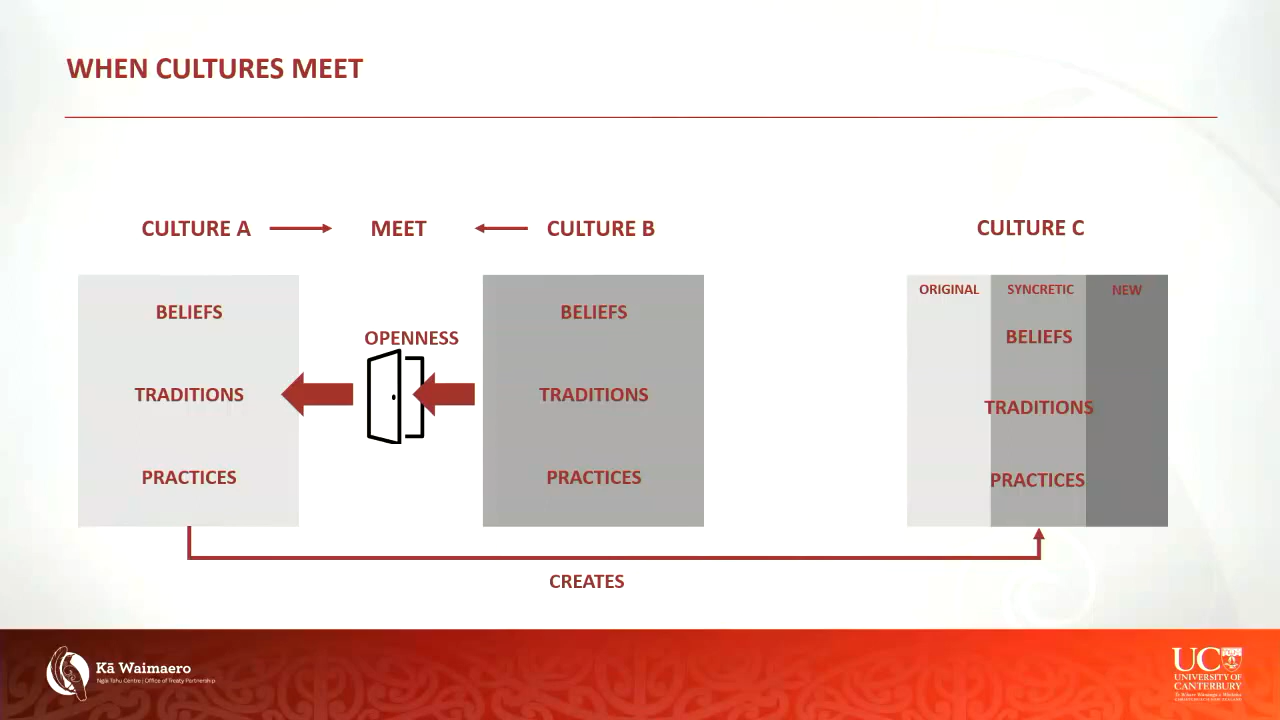 WHEN CULTURES MEET
CULTURE A
MEET
CULTURE B
CULTURE C
BELIEFS
TRADITIONS
PRACTICES
OPENNESS
BELIEFS
TRADITIONS
PRACTICES
ORIGINAL
SYNCRETIC
NEW
BELIEFS
TRADITIONS
PRACTICES
CREATES
Kā Waimaero
Ngāi Tahu Centre | Office of Treaty Partnership
UC
UNIVERSITY OF
CANTERBURY